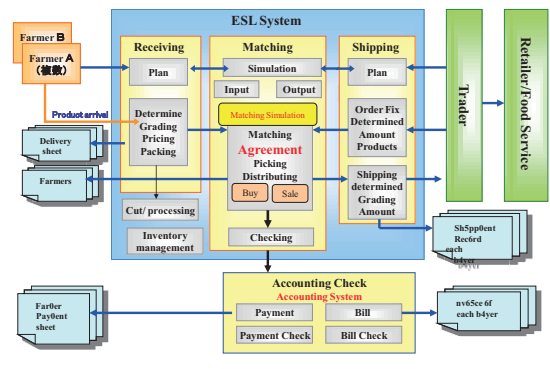 ESL System
Farmer B
Farmer A
（複数）
Product arrival
Receiving
Plan
Determine
Grading
Pricing
Packing
Cut/ processing
Inventory
management
Matching
Simulation
Input
Output
Matching Simulation
Matching
Agreement
Picking
Distributing
Buy
Sale
Checking
Shipping
Plan
Order Fix
Determined
Amount
Products
Shipping
determined
Grading
Amount
Trader
Retailer/Food Service
Delivery
sheet
Farmers
Sh5pp0ent
Rec6rd
each
b4yer
b4yer
Accounting Check
Accounting System
Payment
Bill
Payment Check
Bill Check
Far0er
Pay0ent
sheet
nv65ce 6f
each b4yer